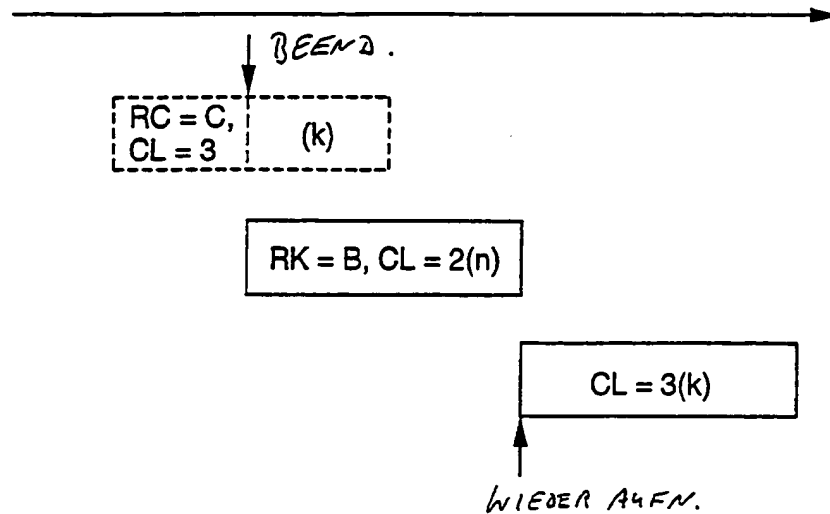 BEEND.
RC = C,
CL = 3
(k)
RK = B, CL = 2(n)
CL = 3(k)
WIEDER AUFN.